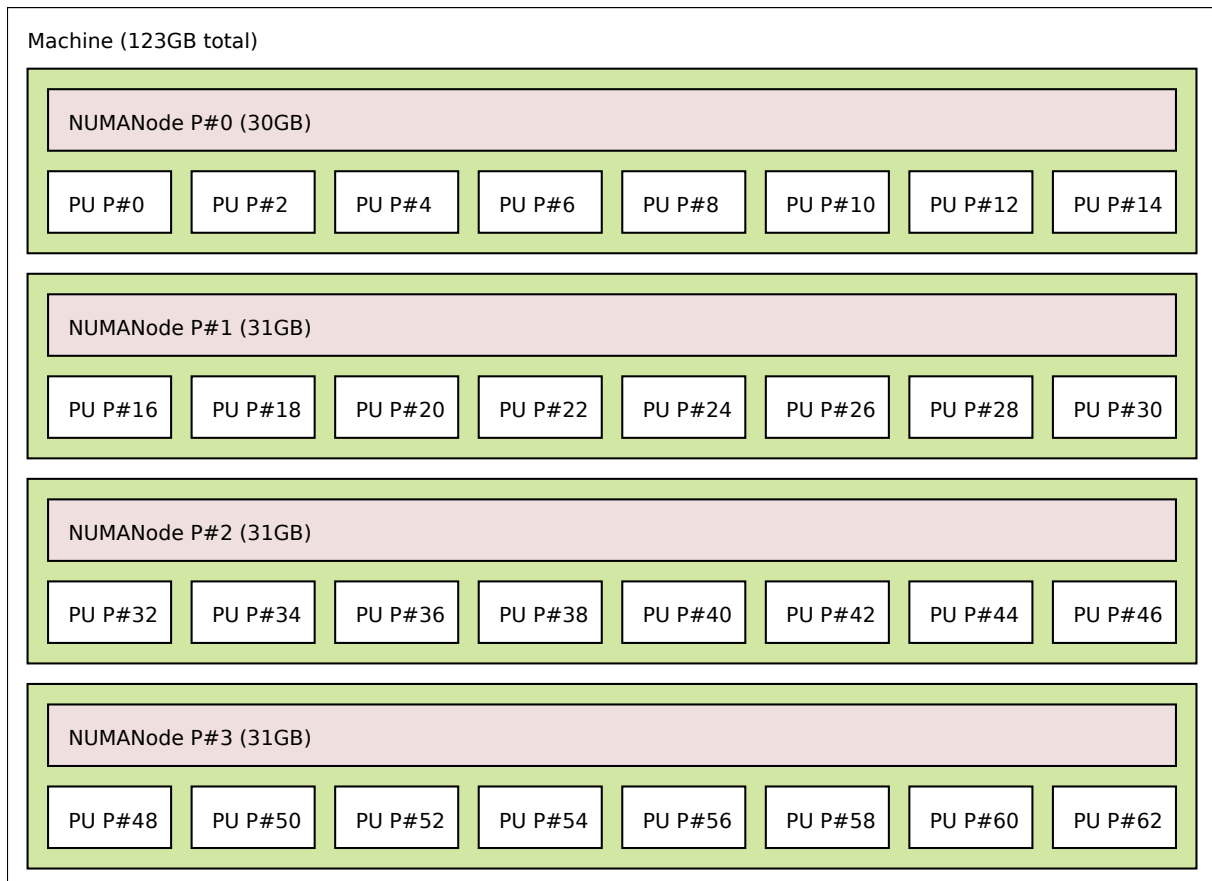 Machine (123GB total)
NUMANode P#0 (30GB)
PU P#0 PU P#2 PU P#4 PU P#6 PU P#8 PU P#10 PU P#12 PU P#14
NUMANode P#1 (31GB)
PU P#16 PU P#18 PU P#20 PU P#22 PU P#24 PU P#26 PU P#28 PU P#30
NUMANode P#2 (31GB)
PU P#32 PU P#34 PU P#36 PU P#38 PU P#40 PU P#42 PU P#44 PU P#46
NUMANode P#3 (31GB)
PU P#48 PU P#50 PU P#52 PU P#54 PU P#56 PU P#58 PU P#60 PU P#62